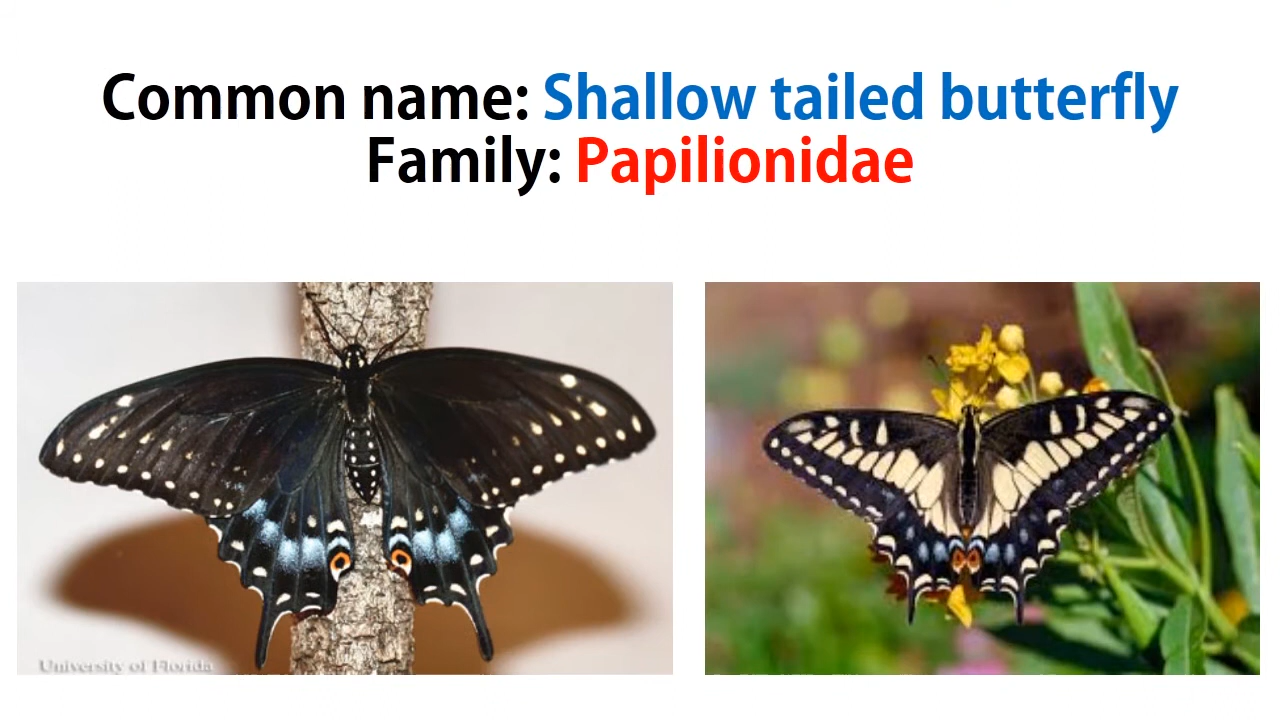 Common name: Shallow tailed butterfly
Family: Papilionidae
University of Florida